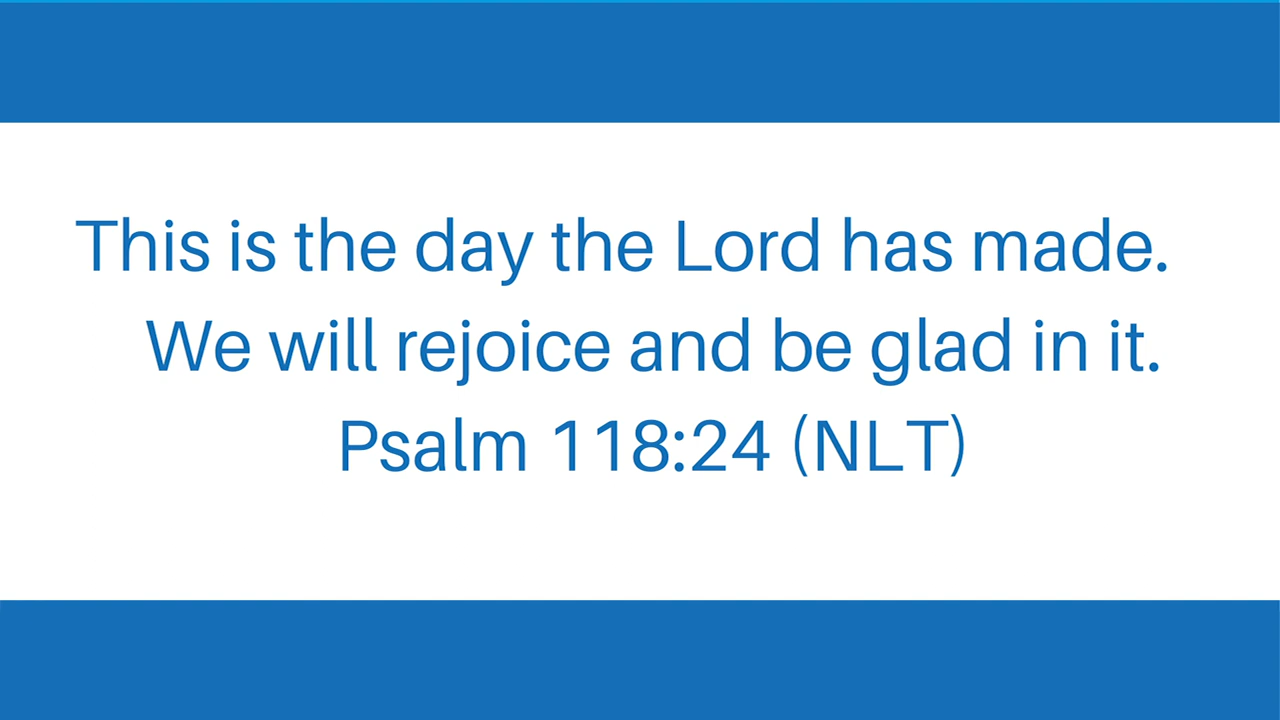 This is the day the Lord has made.
We will rejoice and be glad in it.
Psalm 118:24 (NLT)